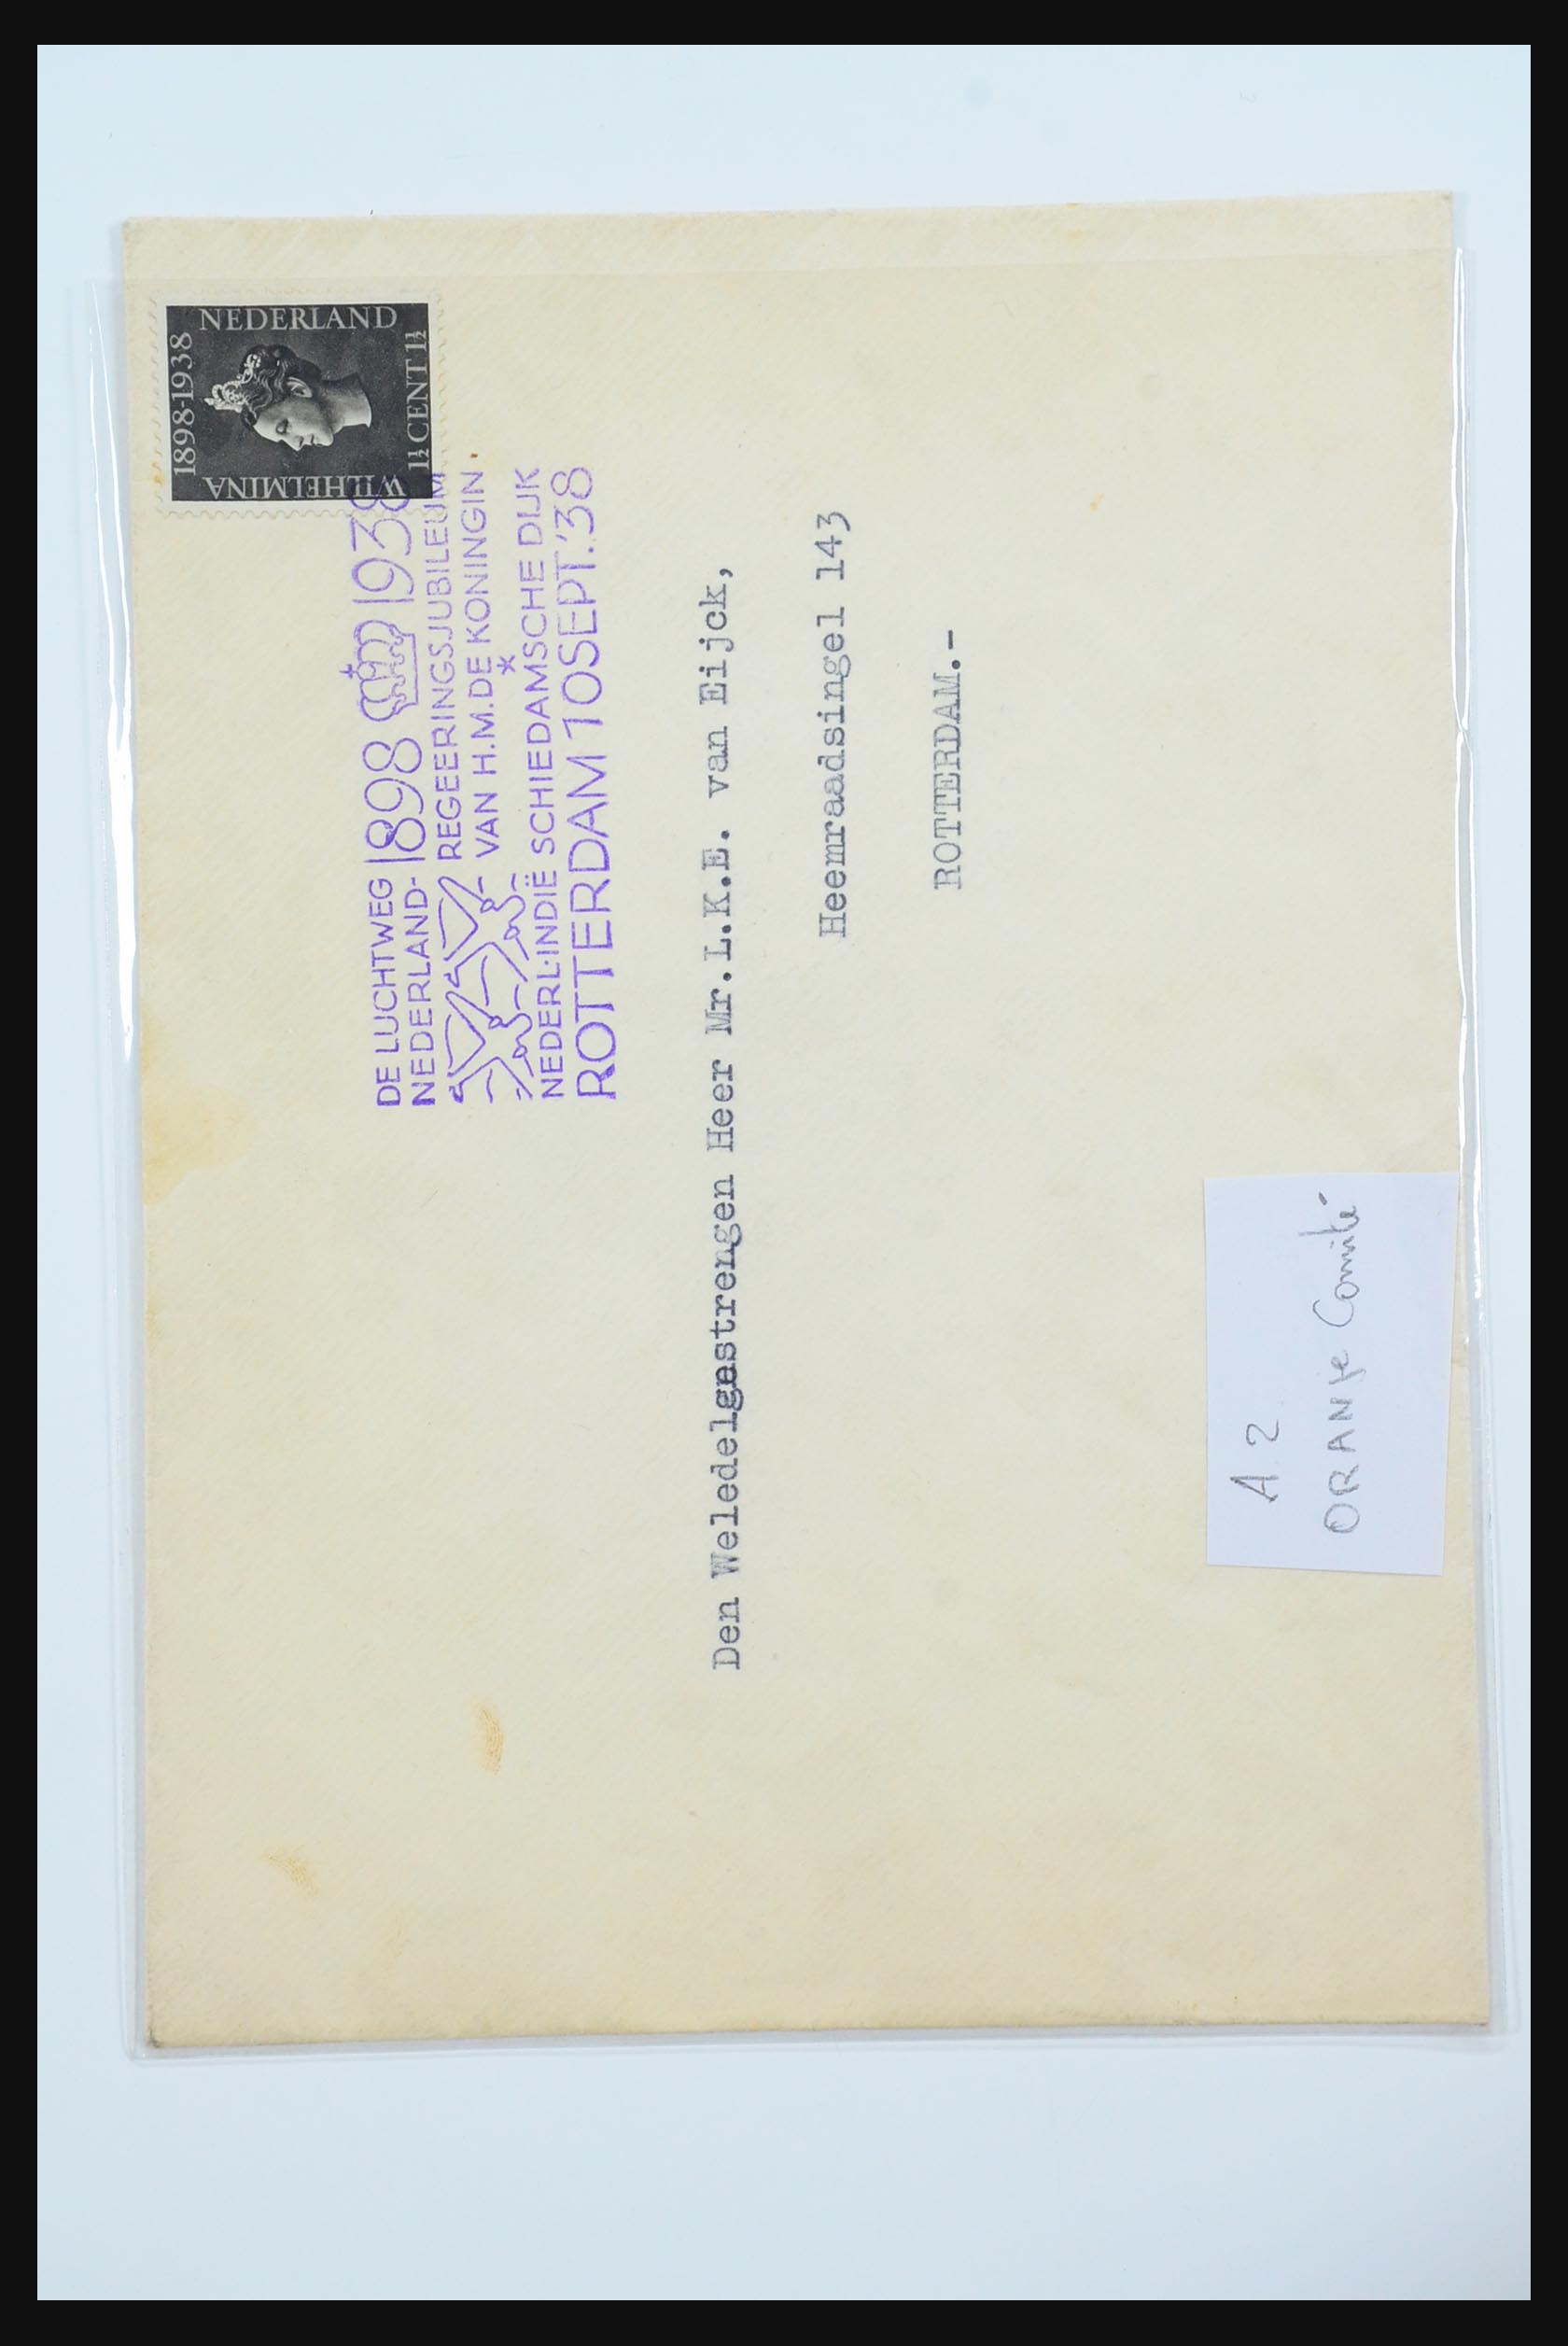 1898-1938
NEDERLAND
WILHELMINA
1½ CENT 1½
DE LUCHTWEG
NEDERLAND-
NEDERL·INDIË
1898 1938
REGEERINGSJUBILEUM
VAN H.M. DE KONINGIN
*
SCHIEDAMSCHE DIJK
ROTTERDAM 10 SEPT. '38
Den Weledelgestrengen Heer Mr.L.K.E. van Eijck,
Heemraadsingel 143
ROTTERDAM.-
A 2
ORANje Comité